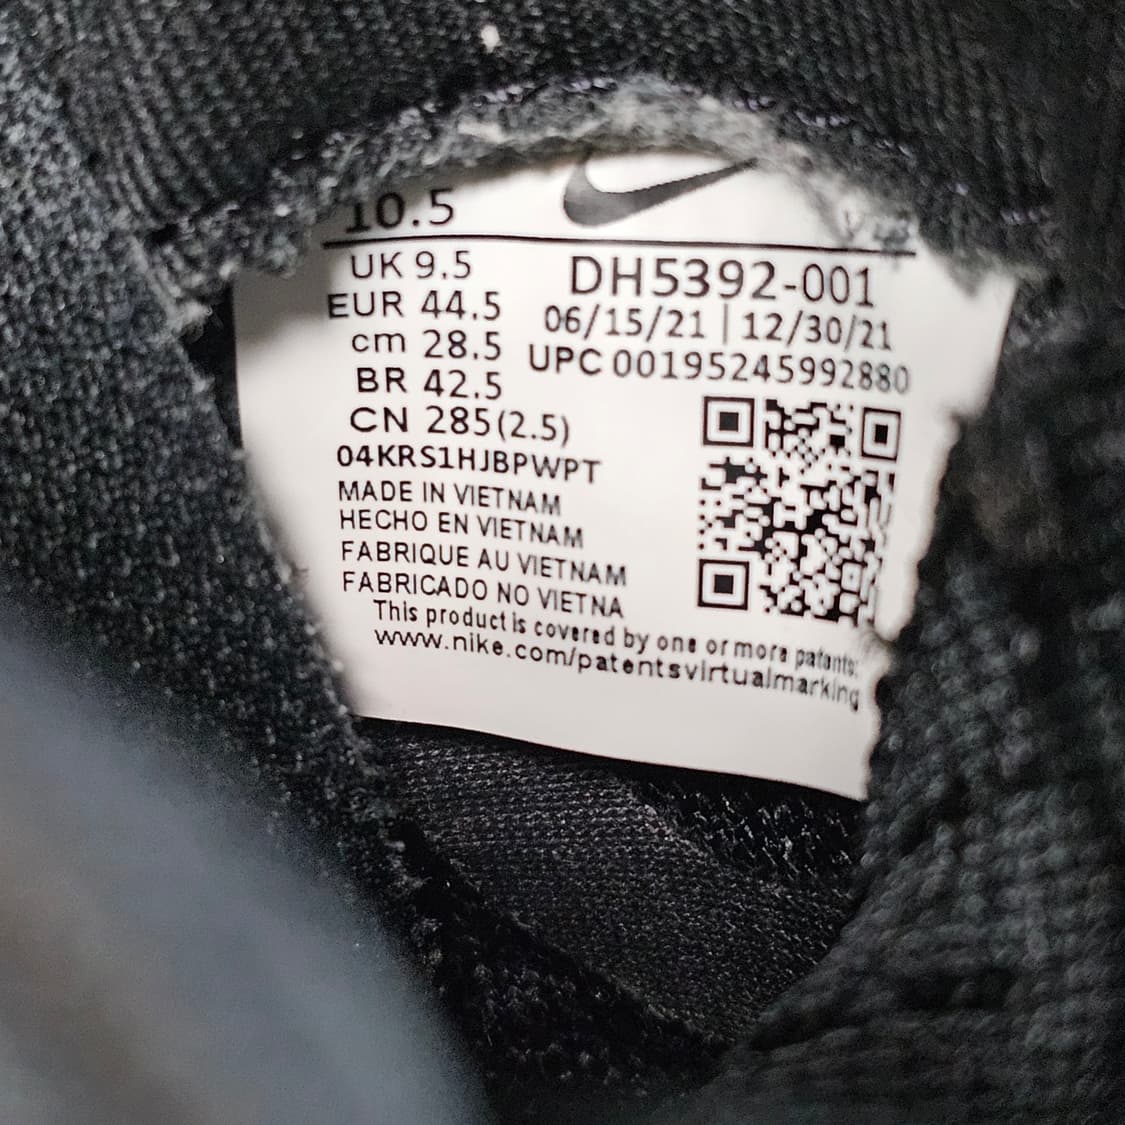 10.5
UK 9.5
EUR 44.5
cm 28.5
BR 42.5
CN 285(2.5)
DH5392-001
06/15/21 | 12/30/21
UPC 00195245992880
04KRS1HJBPWPT
MADE IN VIETNAM
HECHO EN VIETNAM
FABRIQUE AU VIETNAM
FABRICADO NO VIETNA
This product is covered by one or more patents:
www.nike.com/patentsvirtualmarking